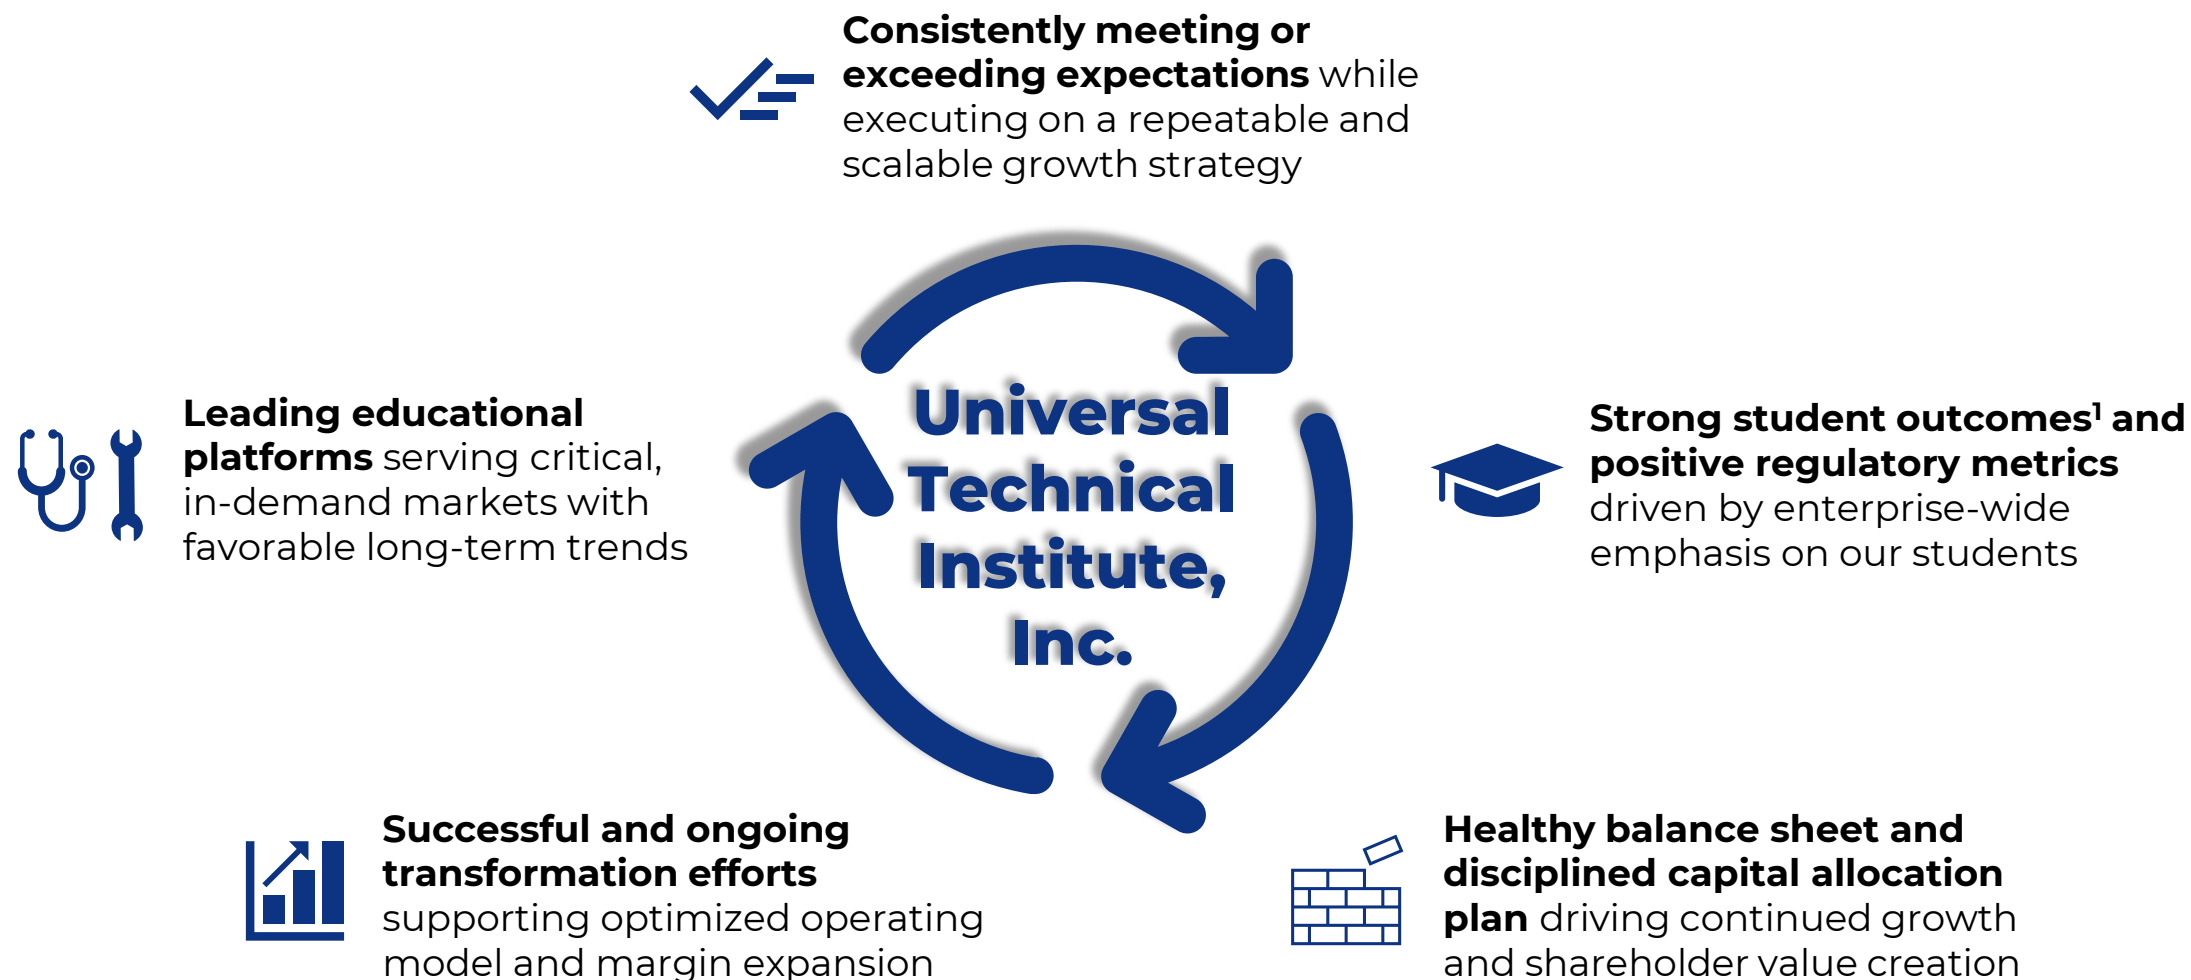 Consistently meeting or
exceeding expectations while
executing on a repeatable and
scalable growth strategy
Universal
Technical
Institute,
Inc.
Leading educational
platforms serving critical,
in-demand markets with
favorable long-term trends
Strong student outcomes¹ and
positive regulatory metrics
driven by enterprise-wide
emphasis on our students
Successful and ongoing
transformation efforts
supporting optimized operating
model and margin expansion
Healthy balance sheet and
disciplined capital allocation
plan driving continued growth
and shareholder value creation